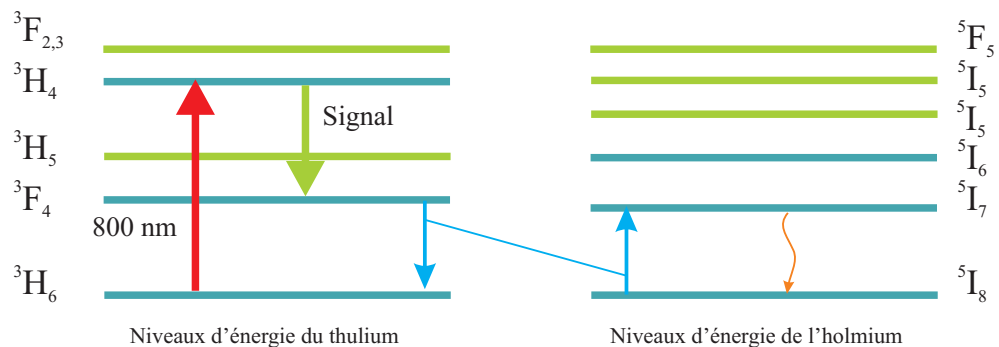 ³F₂,₃
³H₄
³H₅
³F₄
³H₆
800 nm
Signal
⁵F₅
⁵I₅
⁵I₅
⁵I₆
⁵I₇
⁵I₈
Niveaux d’énergie du thulium
Niveaux d’énergie de l’holmium